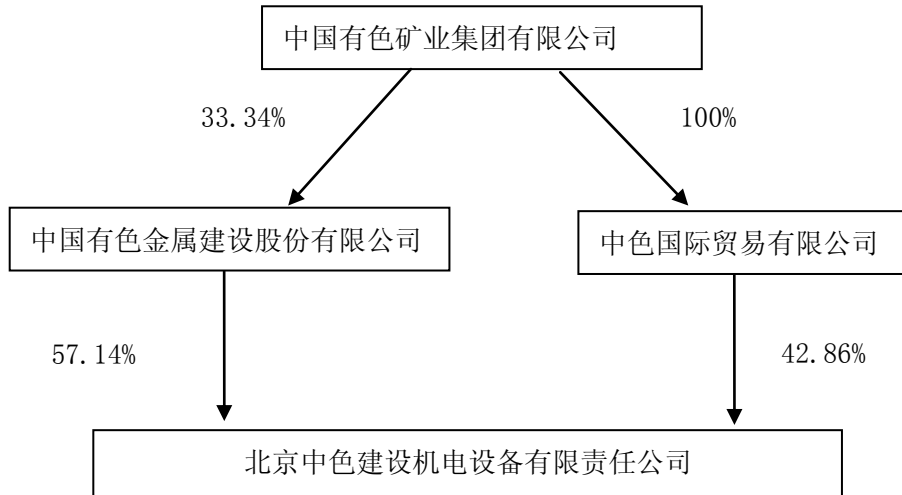 中国有色矿业集团有限公司
33.34%
100%
中国有色金属建设股份有限公司
中色国际贸易有限公司
57.14%
42.86%
北京中色建设机电设备有限责任公司